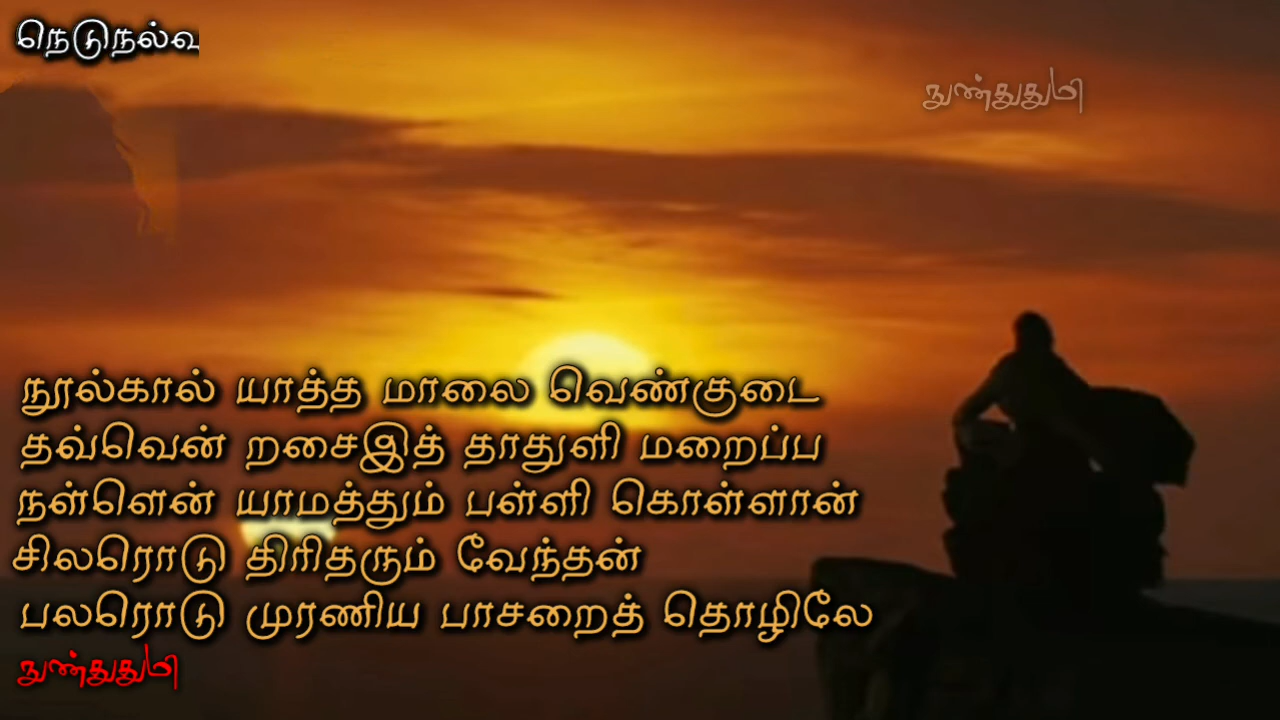 நெடுநல்வ
நுண்துதுமி
நூல்கால் யாத்த மாலை வெண்குடை
தவ்வென் றசைஇத் தாதுளி மறைப்ப
நள்ளென் யாமத்தும் பள்ளி கொள்ளான்
சிலரொடு திரிதரும் வேந்தன்
பலரொடு முரணிய பாசறைத் தொழிலே
நுண்துதுமி